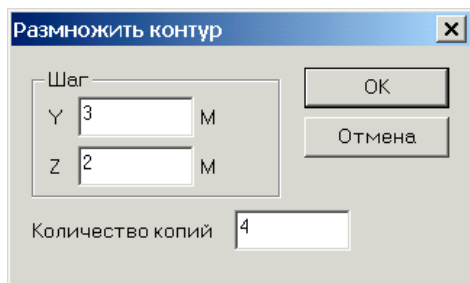 Размножить контур
Шаг
Y 3 М
Z 2 М
OK
Отмена
Количество копий 4